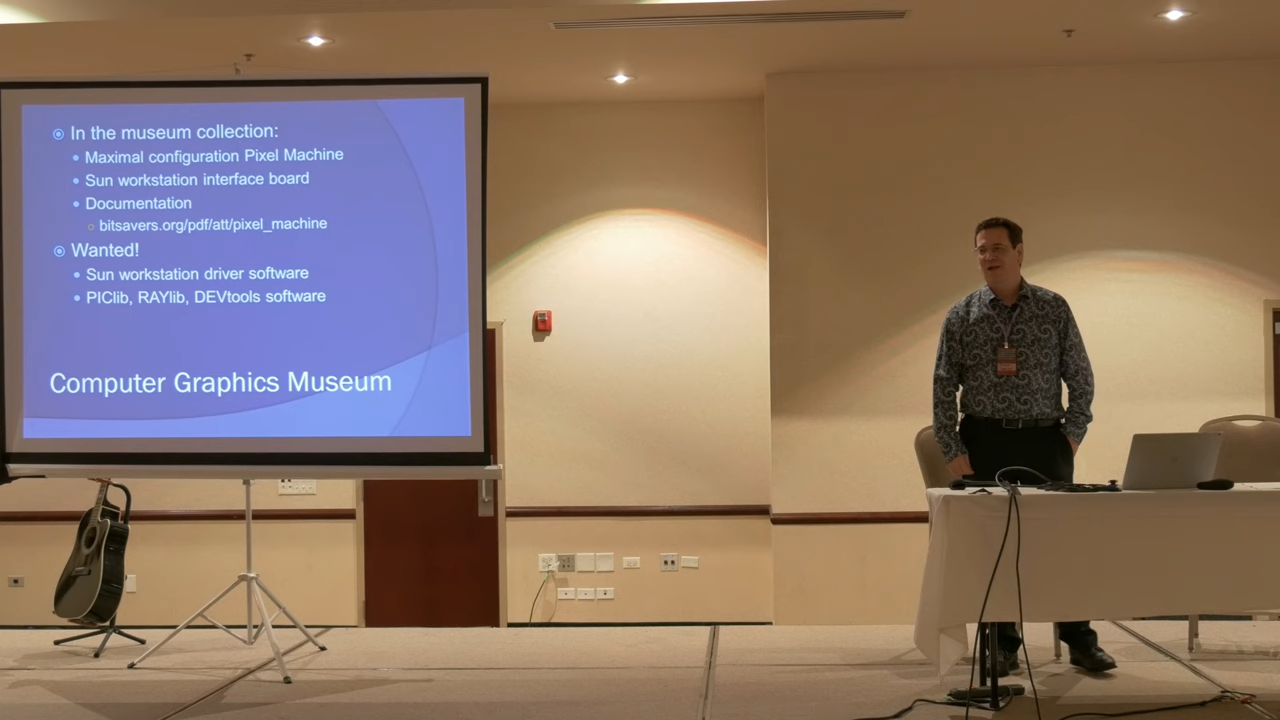 In the museum collection:
Maximal configuration Pixel Machine
Sun workstation interface board
Documentation
bitsavers.org/pdf/att/pixel_machine
Wanted!
Sun workstation driver software
PIClib, RAYlib, DEVtools software
Computer Graphics Museum